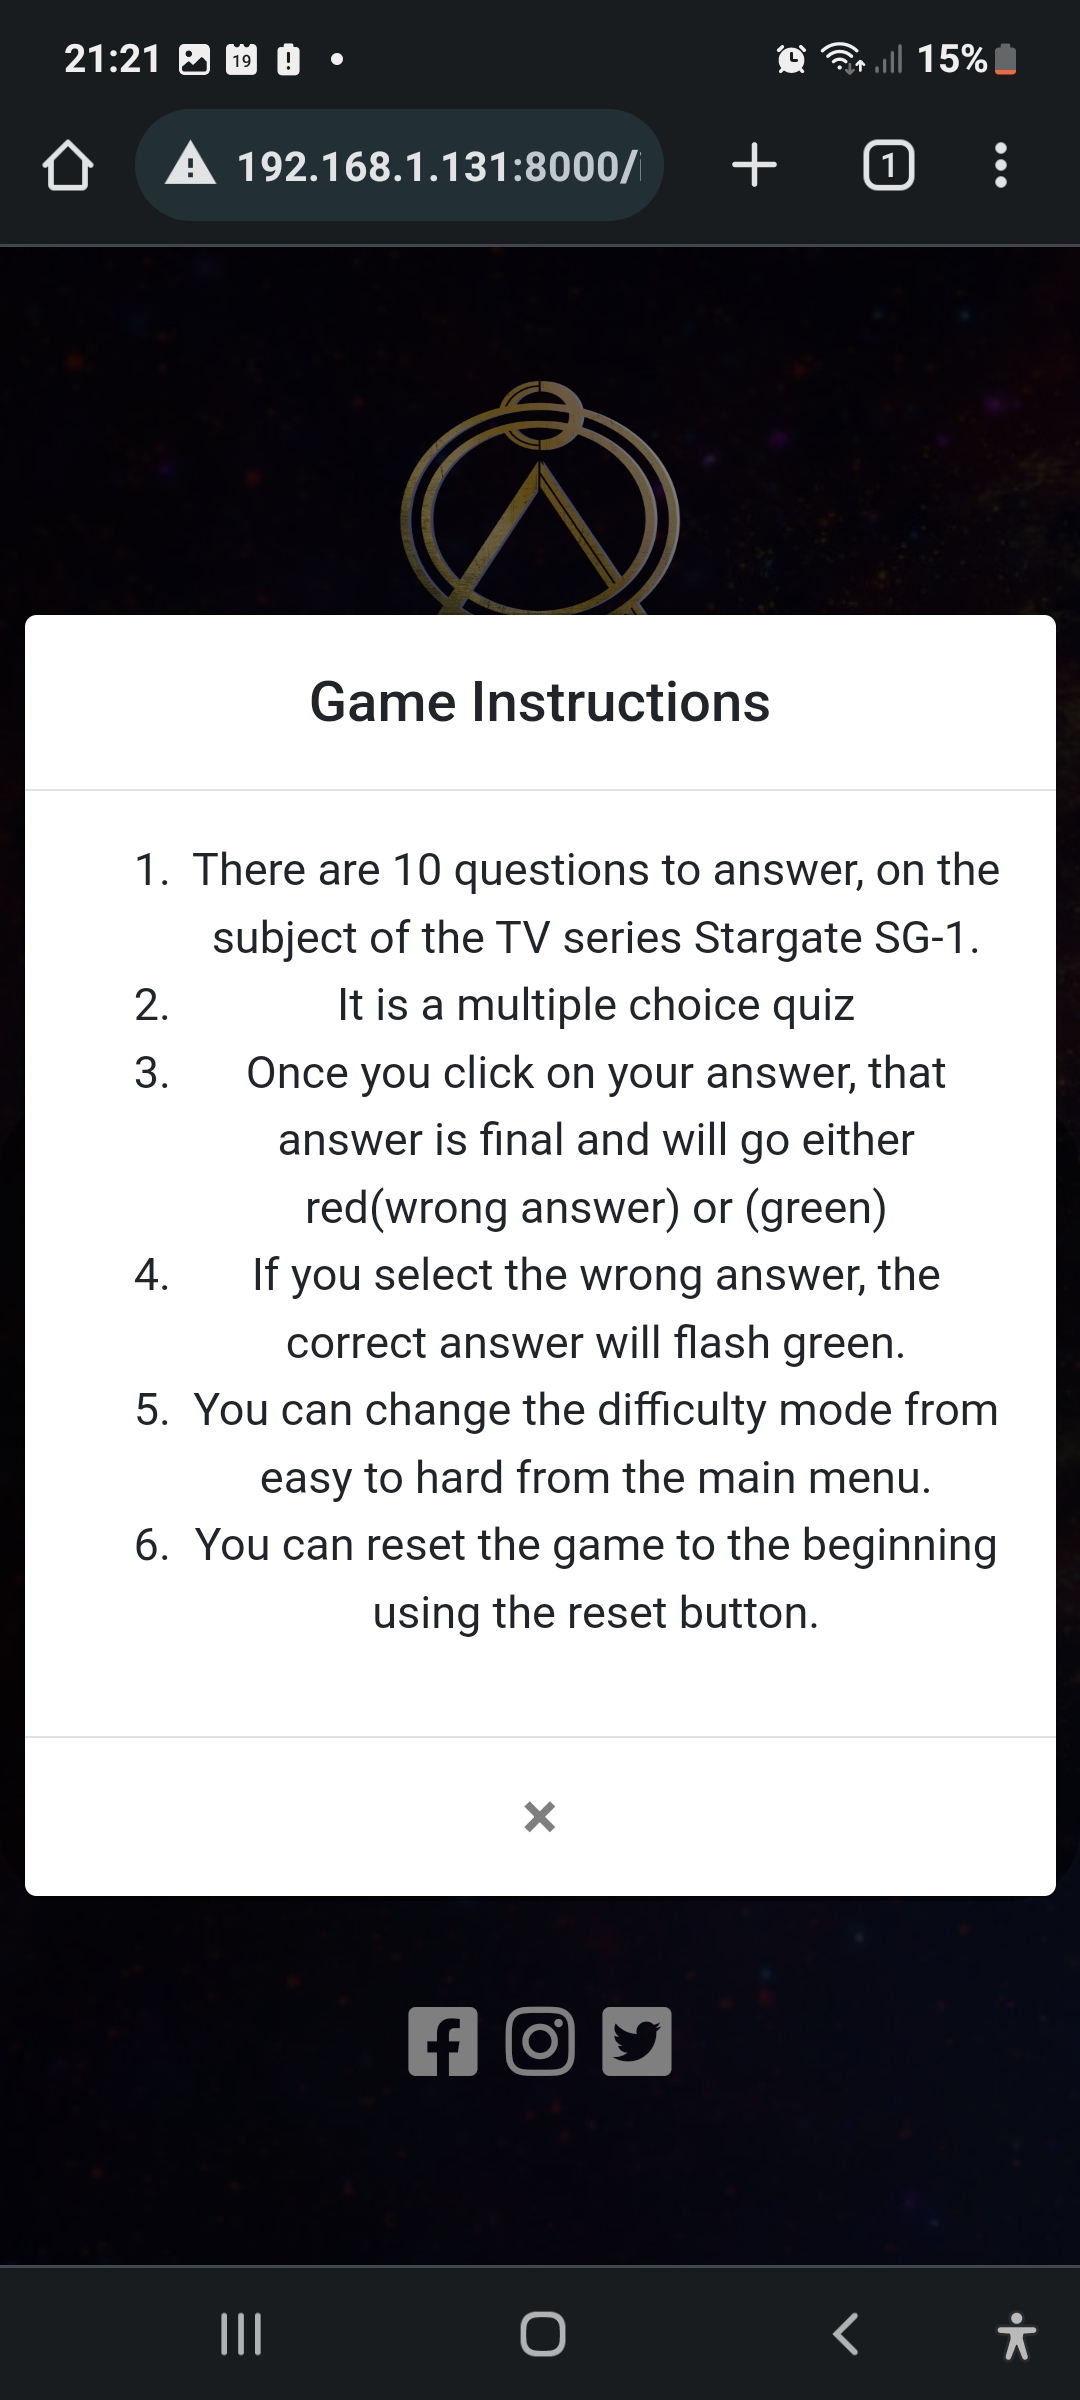 21:21 19 15%
192.168.1.131:8000/ 1
Game Instructions
1. There are 10 questions to answer, on the
subject of the TV series Stargate SG-1.
2. It is a multiple choice quiz
3. Once you click on your answer, that
answer is final and will go either
red(wrong answer) or (green)
4. If you select the wrong answer, the
correct answer will flash green.
5. You can change the difficulty mode from
easy to hard from the main menu.
6. You can reset the game to the beginning
using the reset button.